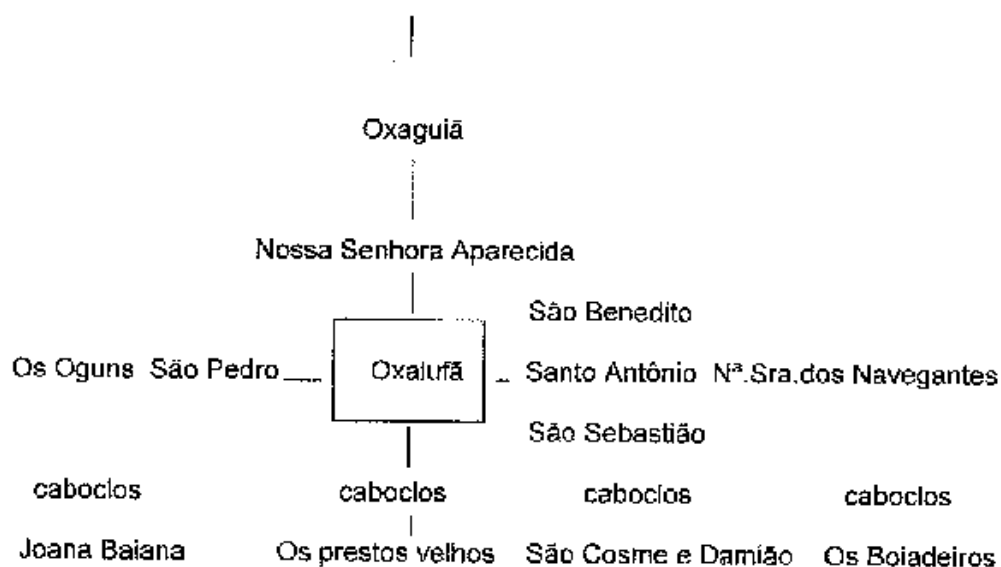 Oxaguiã
Nossa Senhora Aparecida
São Benedito
Os Oguns São Pedro Oxalufã Santo Antônio Nª.Sra.dos Navegantes
São Sebastião
caboclos caboclos caboclos caboclos
Joana Baiana Os prestos velhos São Cosme e Damião Os Boiadeiros